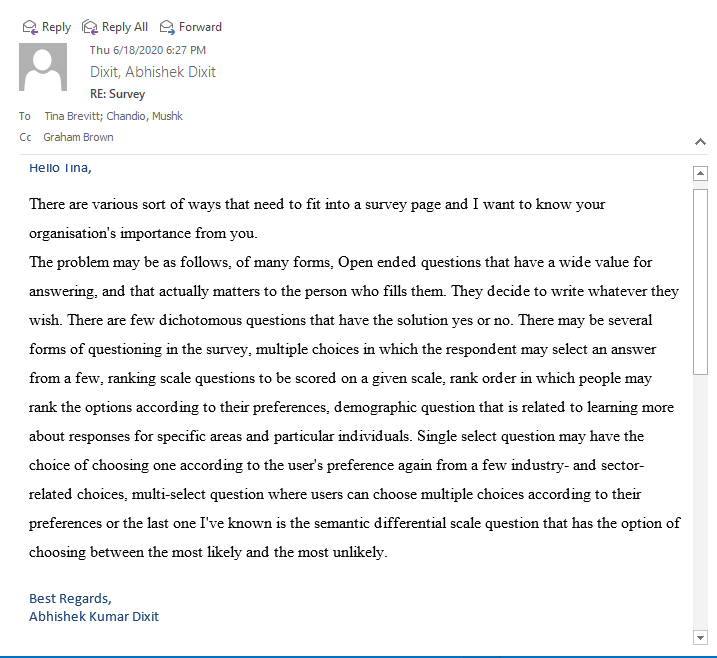 Reply Reply All Forward
Thu 6/18/2020 6:27 PM
Dixit, Abhishek Dixit
RE: Survey
To Tina Brevitt; Chandio, Mushk
Cc Graham Brown
Hello Tina,
There are various sort of ways that need to fit into a survey page and I want to know your
organisation's importance from you.
The problem may be as follows, of many forms, Open ended questions that have a wide value for
answering, and that actually matters to the person who fills them. They decide to write whatever they
wish. There are few dichotomous questions that have the solution yes or no. There may be several
forms of questioning in the survey, multiple choices in which the respondent may select an answer
from a few, ranking scale questions to be scored on a given scale, rank order in which people may
rank the options according to their preferences, demographic question that is related to learning more
about responses for specific areas and particular individuals. Single select question may have the
choice of choosing one according to the user's preference again from a few industry- and sector-
related choices, multi-select question where users can choose multiple choices according to their
preferences or the last one I've known is the semantic differential scale question that has the option of
choosing between the most likely and the most unlikely.
Best Regards,
Abhishek Kumar Dixit